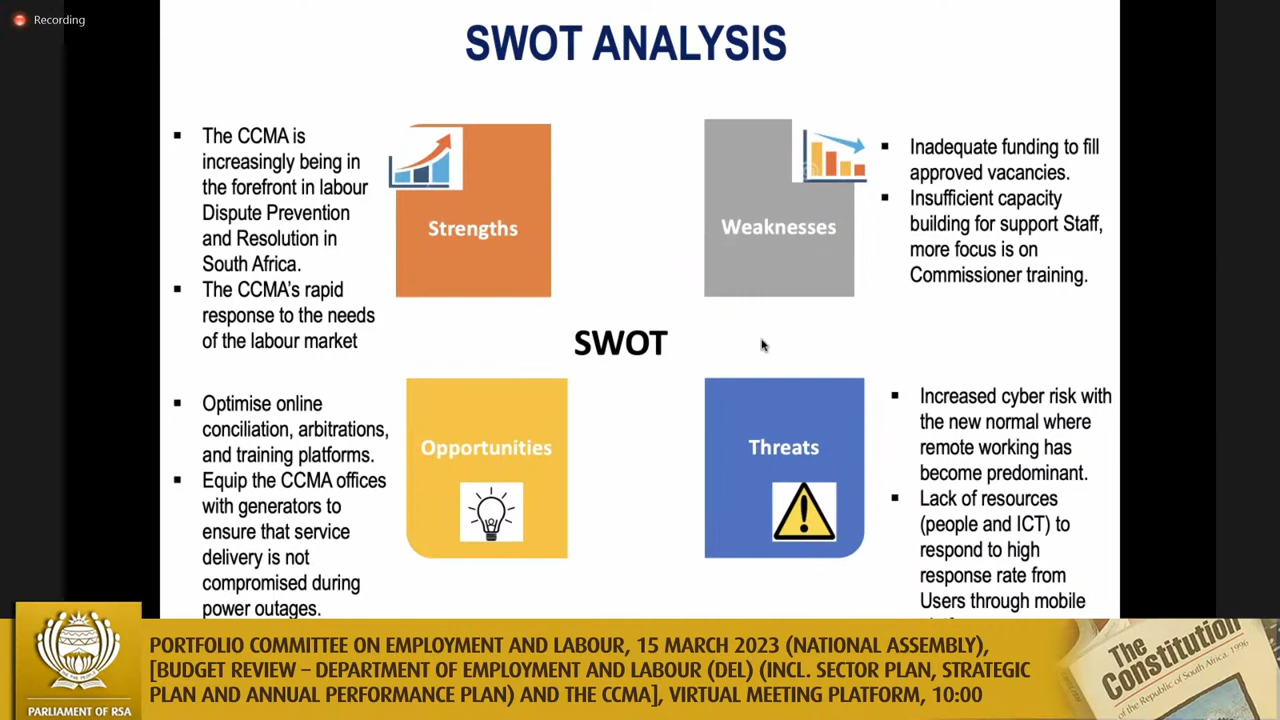 Recording
SWOT ANALYSIS
▪ The CCMA is
increasingly being in
the forefront in labour
Dispute Prevention
and Resolution in
South Africa.
▪ The CCMA's rapid
response to the needs
of the labour market
Strengths
Weaknesses
▪ Inadequate funding to fill
approved vacancies.
▪ Insufficient capacity
building for support Staff,
more focus is on
Commissioner training.
SWOT
▪ Optimise online
conciliation, arbitrations,
and training platforms.
▪ Equip the CCMA offices
with generators to
ensure that service
delivery is not
compromised during
power outages.
Opportunities
Threats
▪ Increased cyber risk with
the new normal where
remote working has
become predominant.
▪ Lack of resources
(people and ICT) to
respond to high
response rate from
Users through mobile
PARLIAMENT OF RSA
PORTFOLIO COMMITTEE ON EMPLOYMENT AND LABOUR, 15 MARCH 2023 (NATIONAL ASSEMBLY),
[BUDGET REVIEW – DEPARTMENT OF EMPLOYMENT AND LABOUR (DEL) (INCL. SECTOR PLAN, STRATEGIC
PLAN AND ANNUAL PERFORMANCE PLAN) AND THE CCMA], VIRTUAL MEETING PLATFORM, 10:00
The
Constitution
of the Republic of South Africa, 1996